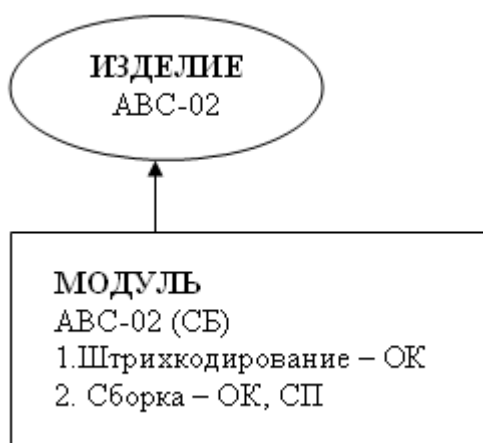 ИЗДЕЛИЕ
АВС-02
МОДУЛЬ
АВС-02 (СБ)
1.Штрихкодирование – ОК
2. Сборка – ОК, СП